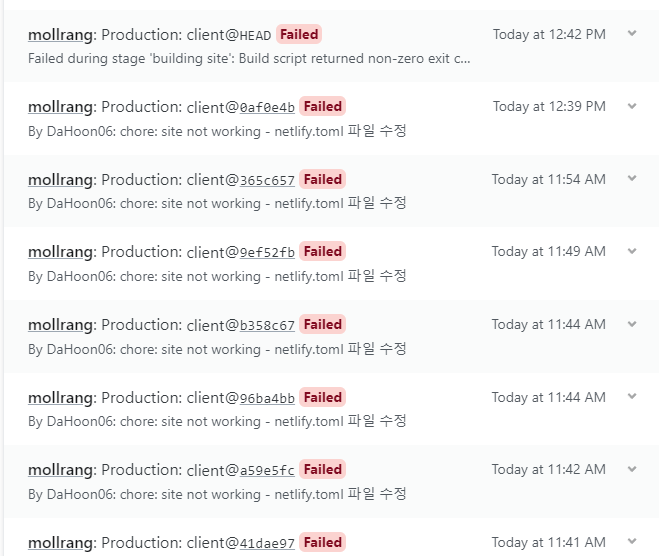 mollrang: Production: client@HEAD Failed Today at 12:42 PM
Failed during stage 'building site': Build script returned non-zero exit c...
mollrang: Production: client@0af0e4b Failed Today at 12:39 PM
By DaHoon06: chore: site not working - netlify.toml 파일 수정
mollrang: Production: client@365c657 Failed Today at 11:54 AM
By DaHoon06: chore: site not working - netlify.toml 파일 수정
mollrang: Production: client@9ef52fb Failed Today at 11:49 AM
By DaHoon06: chore: site not working - netlify.toml 파일 수정
mollrang: Production: client@b358c67 Failed Today at 11:44 AM
By DaHoon06: chore: site not working - netlify.toml 파일 수정
mollrang: Production: client@96ba4bb Failed Today at 11:44 AM
By DaHoon06: chore: site not working - netlify.toml 파일 수정
mollrang: Production: client@a59e5fc Failed Today at 11:42 AM
By DaHoon06: chore: site not working - netlify.toml 파일 수정
mollrang: Production: client@41dae97 Failed Today at 11:41 AM